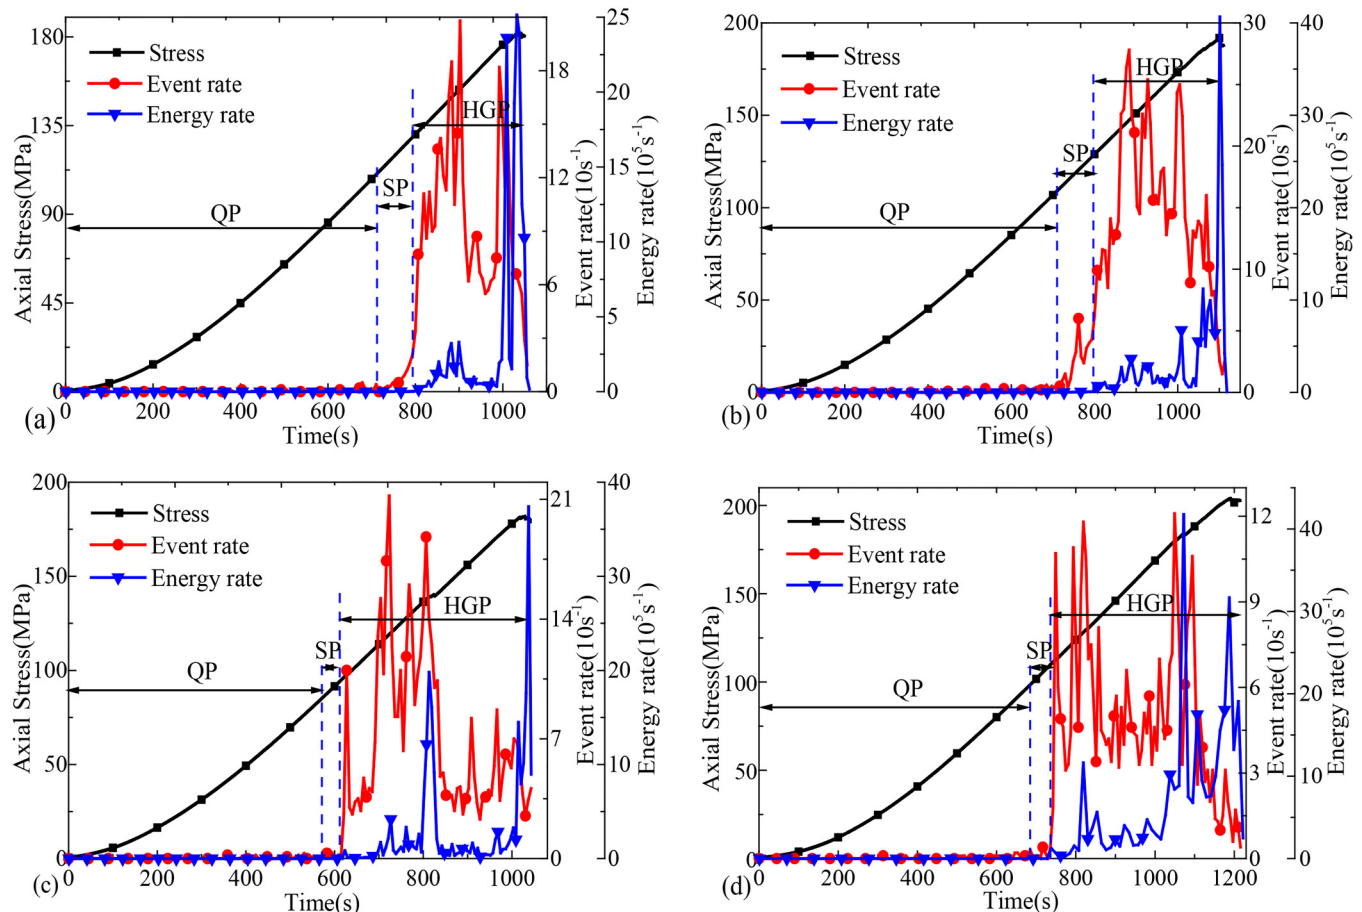 180
135
90
45
0
Axial Stress(MPa)
Stress
Event rate
Energy rate
QP
SP
HGP
18
12
6
0
Event rate(10s-1)
25
20
15
10
5
0
Energy rate(10⁵s-1)
0 200 400 600 800 1000
Time(s)
(a)
200
150
100
50
0
Axial Stress(MPa)
Stress
Event rate
Energy rate
QP
SP
HGP
30
20
10
0
Event rate(10s-1)
40
30
20
10
0
Energy rate(10⁵s-1)
0 200 400 600 800 1000
Time(s)
(b)
200
150
100
50
0
Axial Stress(MPa)
Stress
Event rate
Energy rate
QP
SP
HGP
21
14
7
0
Event rate(10s-1)
40
30
20
10
0
Energy rate(10⁵s-1)
0 200 400 600 800 1000
Time(s)
(c)
200
150
100
50
0
Axial Stress(MPa)
Stress
Event rate
Energy rate
QP
SP
HGP
12
9
6
3
0
Event rate(10s-1)
40
30
20
10
0
Energy rate(10⁵s-1)
0 200 400 600 800 1000 1200
Time(s)
(d)